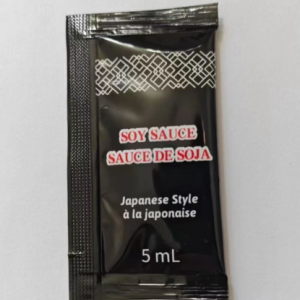 SOY SAUCE
SAUCE DE SOJA
Japanese Style
à la japonaise
5 mL